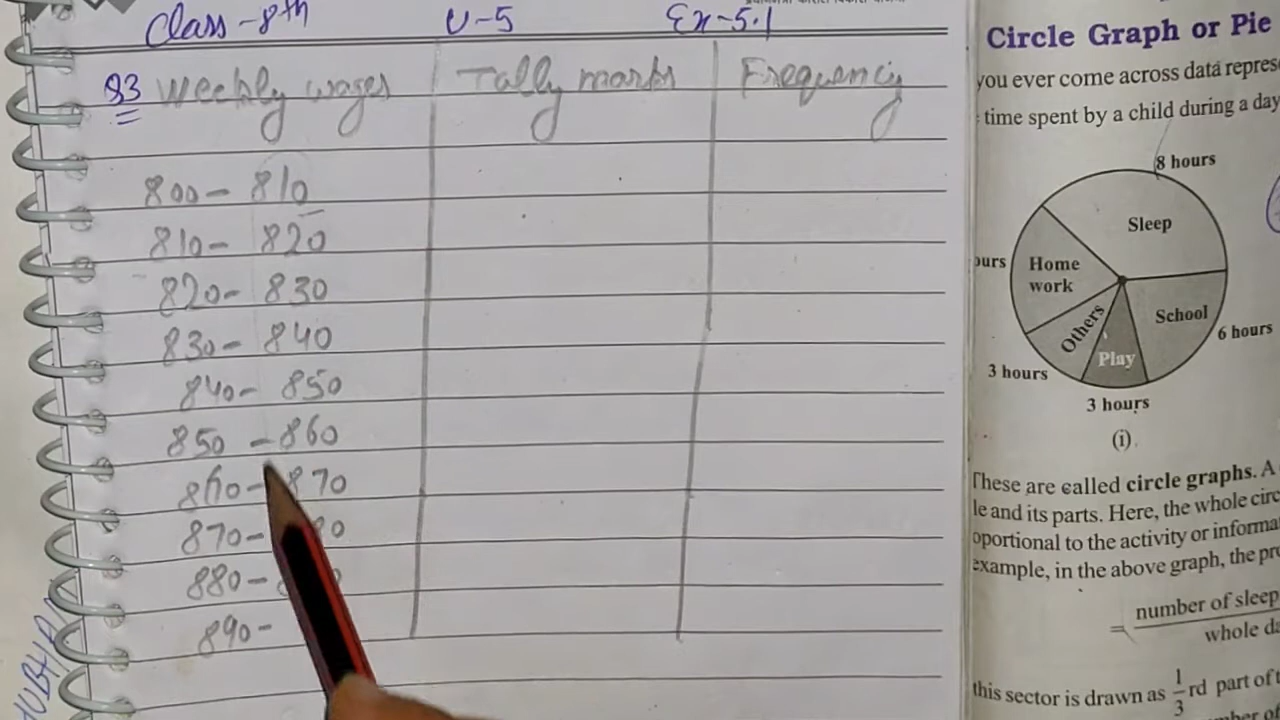 Class-8th U-5 Ex-5.1
Q3 Weekly wages Tally marks Frequency
800- 810
810- 820
820- 830
830- 840
840- 850
850 -860
860- 870
870-
880-
890-
Circle Graph or Pie
you ever come across data
time spent by a child during a day
8 hours
Sleep
Home
work
School
6 hours
Others
Play
3 hours
3 hours
(i)
These are called circle graphs. A
le and its parts. Here, the whole
oportional to the activity or
example, in the above graph, the
= number of sleep
whole
this sector is drawn as 1/3 rd part of